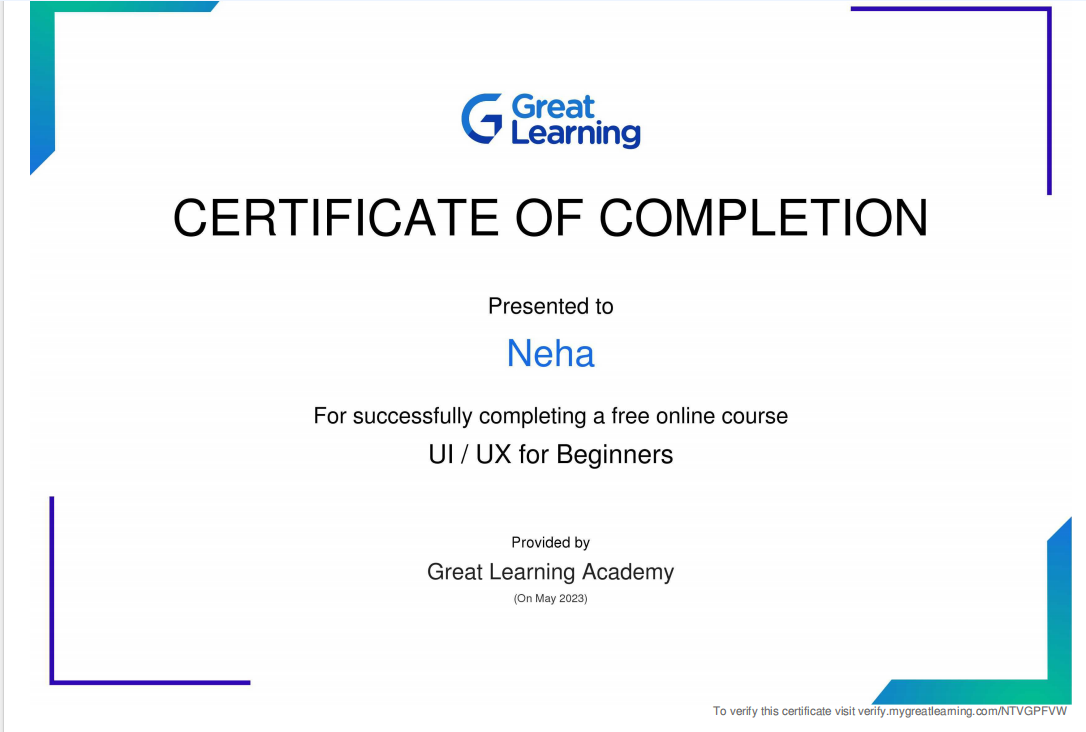 Great
Learning
CERTIFICATE OF COMPLETION
Presented to
Neha
For successfully completing a free online course
UI / UX for Beginners
Provided by
Great Learning Academy
(On May 2023)
To verify this certificate visit verify.mygreatlearning.com/NTVGPFVW